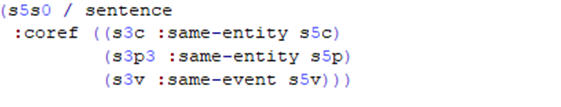 (s5s0 / sentence
:coref ((s3c :same-entity s5c)
(s3p3 :same-entity s5p)
(s3v :same-event s5v)))